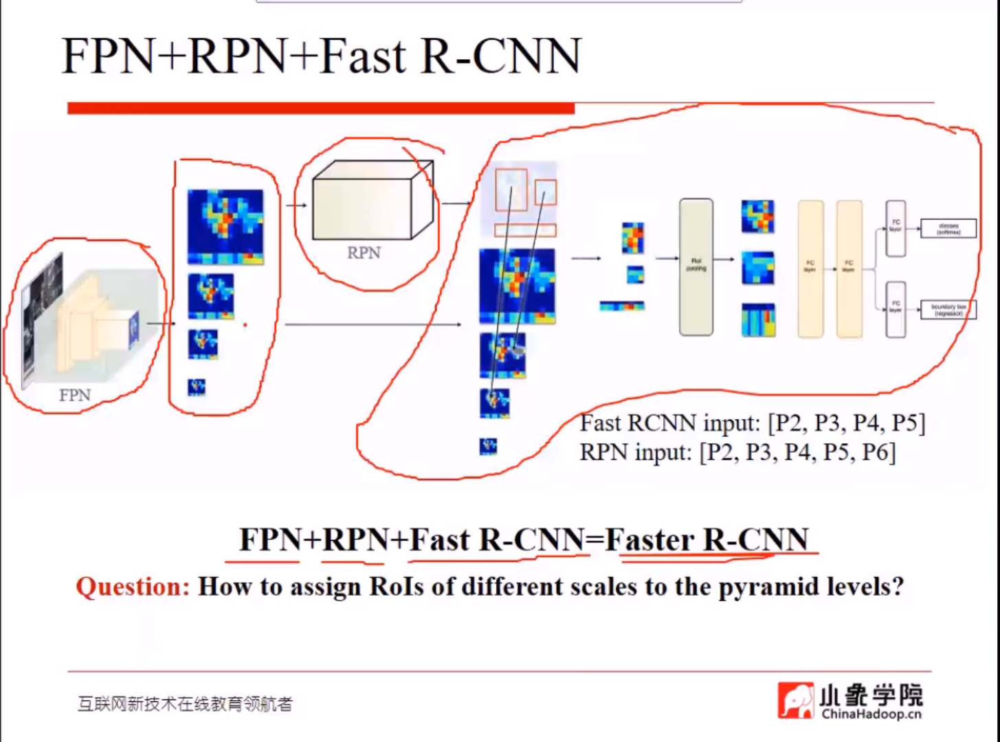 FPN+RPN+Fast R-CNN
FPN
RPN
RoI
pooling
FC
layer
FC
layer
FC
layer
classes
(softmax)
FC
layer
boundary box
(regressor)
Fast RCNN input: [P2, P3, P4, P5]
RPN input: [P2, P3, P4, P5, P6]
FPN+RPN+Fast R-CNN=Faster R-CNN
Question: How to assign RoIs of different scales to the pyramid levels?
互联网新技术在线教育领航者
小象学院
ChinaHadoop.cn